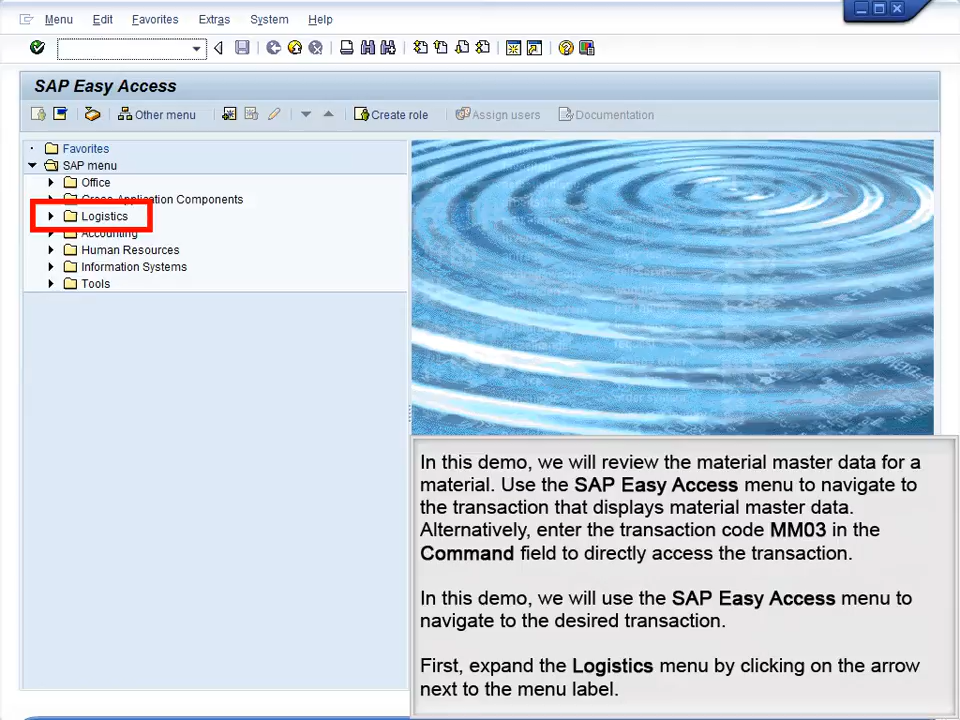 Menu Edit Favorites Extras System Help
SAP Easy Access
Other menu Create role Assign users Documentation
Favorites
SAP menu
Office
Cross-Application Components
Logistics
Accounting
Human Resources
Information Systems
Tools
In this demo, we will review the material master data for a
material. Use the SAP Easy Access menu to navigate to
the transaction that displays material master data.
Alternatively, enter the transaction code MM03 in the
Command field to directly access the transaction.
In this demo, we will use the SAP Easy Access menu to
navigate to the desired transaction.
First, expand the Logistics menu by clicking on the arrow
next to the menu label.